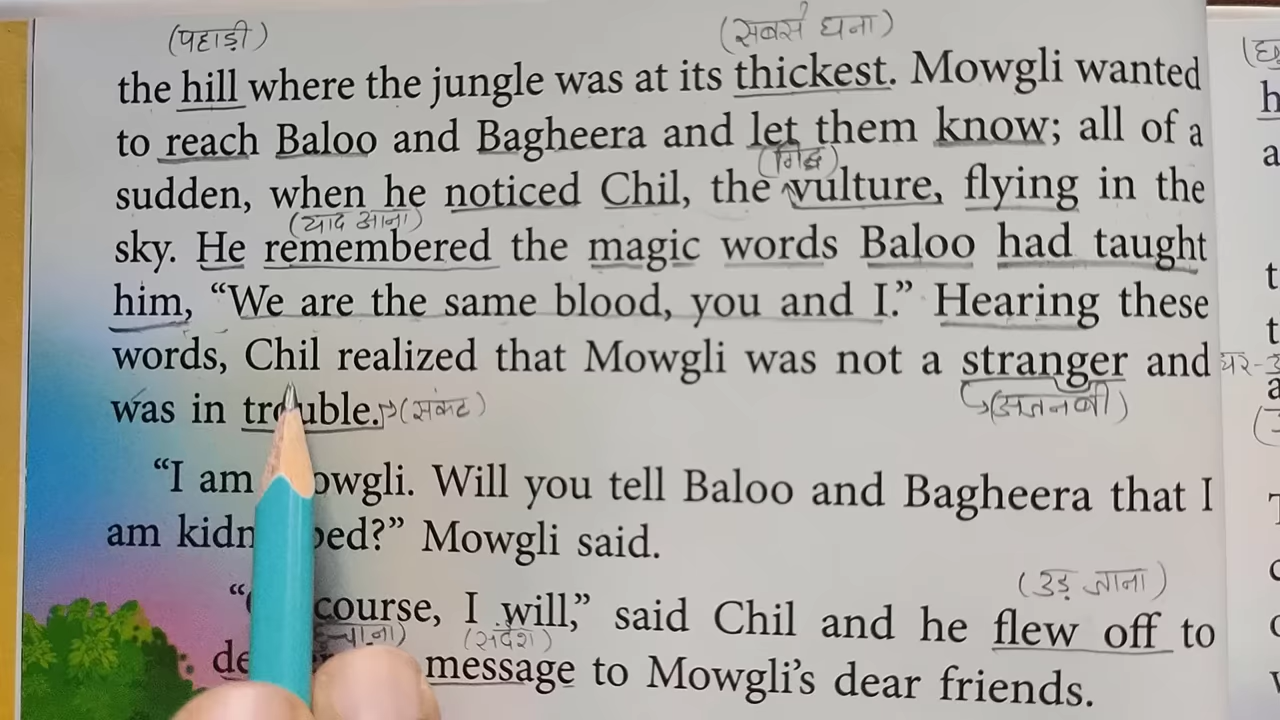 (पहाड़ी) (सबसे घना)
the hill where the jungle was at its thickest. Mowgli wanted
to reach Baloo and Bagheera and let them know; all of a
(गिद्ध)
sudden, when he noticed Chil, the vulture, flying in the
(याद आना)
sky. He remembered the magic words Baloo had taught
him, “We are the same blood, you and I.” Hearing these
words, Chil realized that Mowgli was not a stranger and
was in trouble. (संकट) (अजनबी)
“I am Mowgli. Will you tell Baloo and Bagheera that I
am ?” Mowgli said.
(उड़ जाना)
course, I will,” said Chil and he flew off to
(संदेश)
message to Mowgli’s dear friends.